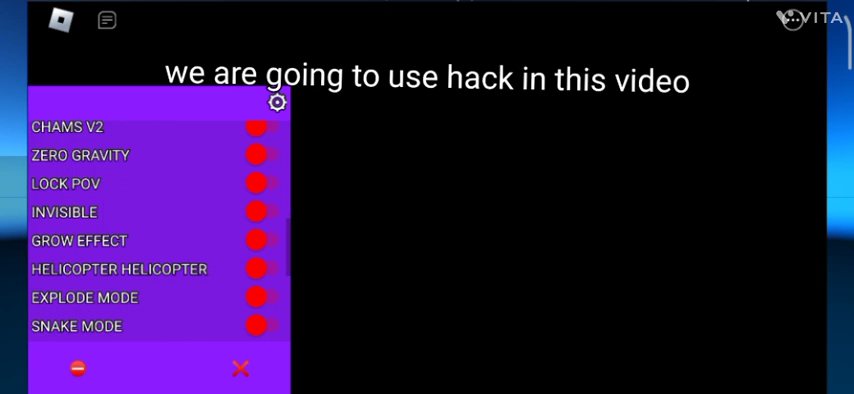 VITA
we are going to use hack in this video
CHAMS V2
ZERO GRAVITY
LOCK POV
INVISIBLE
GROW EFFECT
HELICOPTER HELICOPTER
EXPLODE MODE
SNAKE MODE